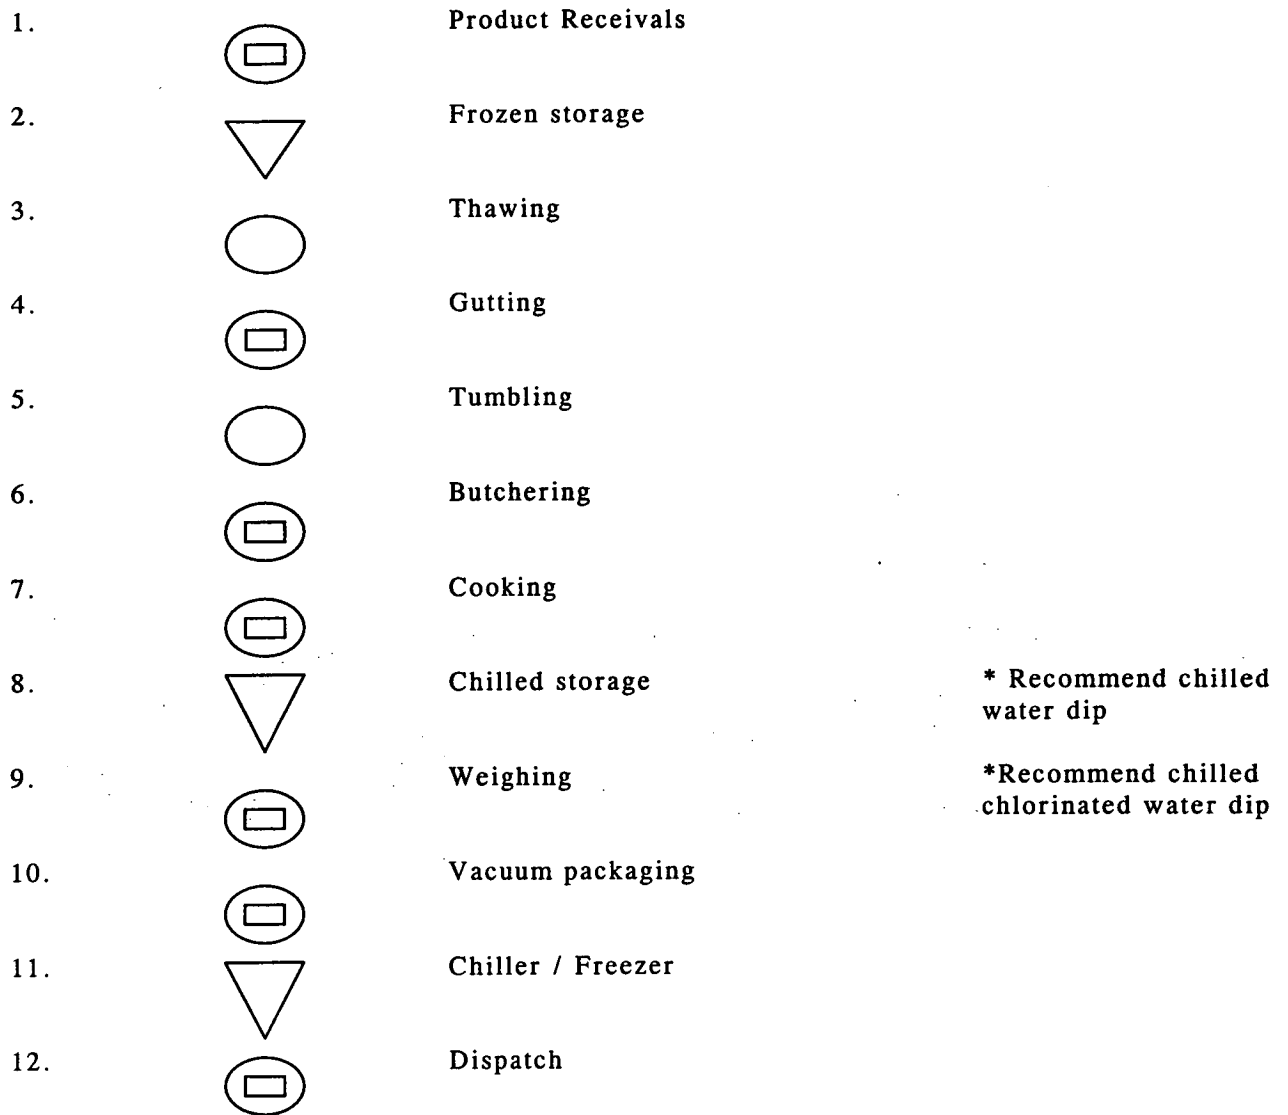 1. Product Receivals
2. Frozen storage
3. Thawing
4. Gutting
5. Tumbling
6. Butchering
7. Cooking
8. Chilled storage * Recommend chilled
water dip
9. Weighing *Recommend chilled
chlorinated water dip
10. Vacuum packaging
11. Chiller / Freezer
12. Dispatch